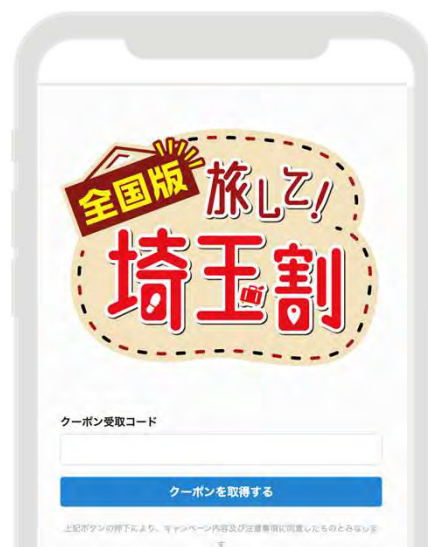 全国版
旅して!
埼玉割
クーポン受取コード
クーポンを取得する
上記ボタンの押下により、キャンペーン内容及び注意事項に同意したものとみなしま
す